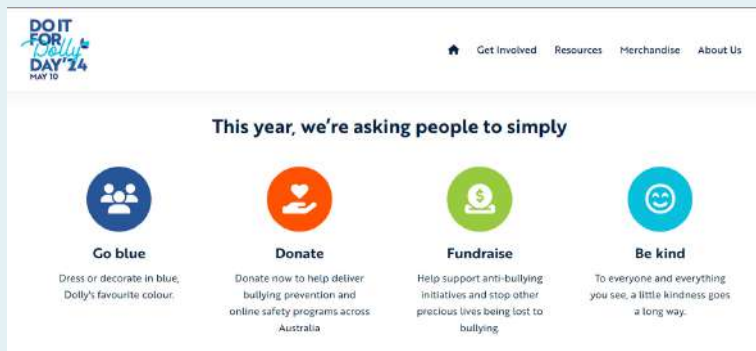 DO IT
FOR
Dolly
DAY'24
MAY 10
Get Involved Resources Merchandise About Us
This year, we're asking people to simply
Go blue
Dress or decorate in blue,
Dolly's favourite colour.
Donate
Donate now to help deliver
bullying prevention and
online safety programs across
Australia
Fundraise
Help support anti-bullying
initiatives and stop other
precious lives being lost to
bullying.
Be kind
To everyone and everything
you see, a little kindness goes
a long way.